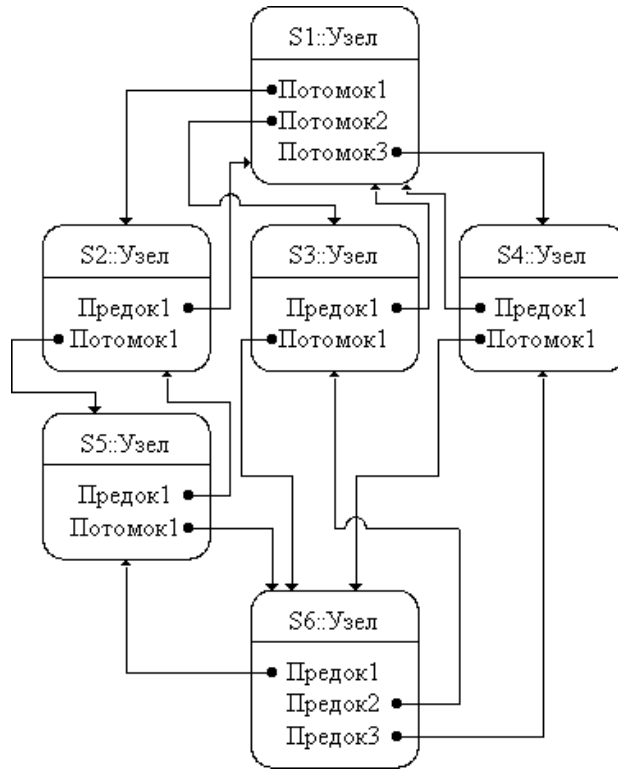 S1::Узел
Потомок1
Потомок2
Потомок3
S2::Узел
Предок1
Потомок1
S3::Узел
Предок1
Потомок1
S4::Узел
Предок1
Потомок1
S5::Узел
Предок1
Потомок1
S6::Узел
Предок1
Предок2
Предок3